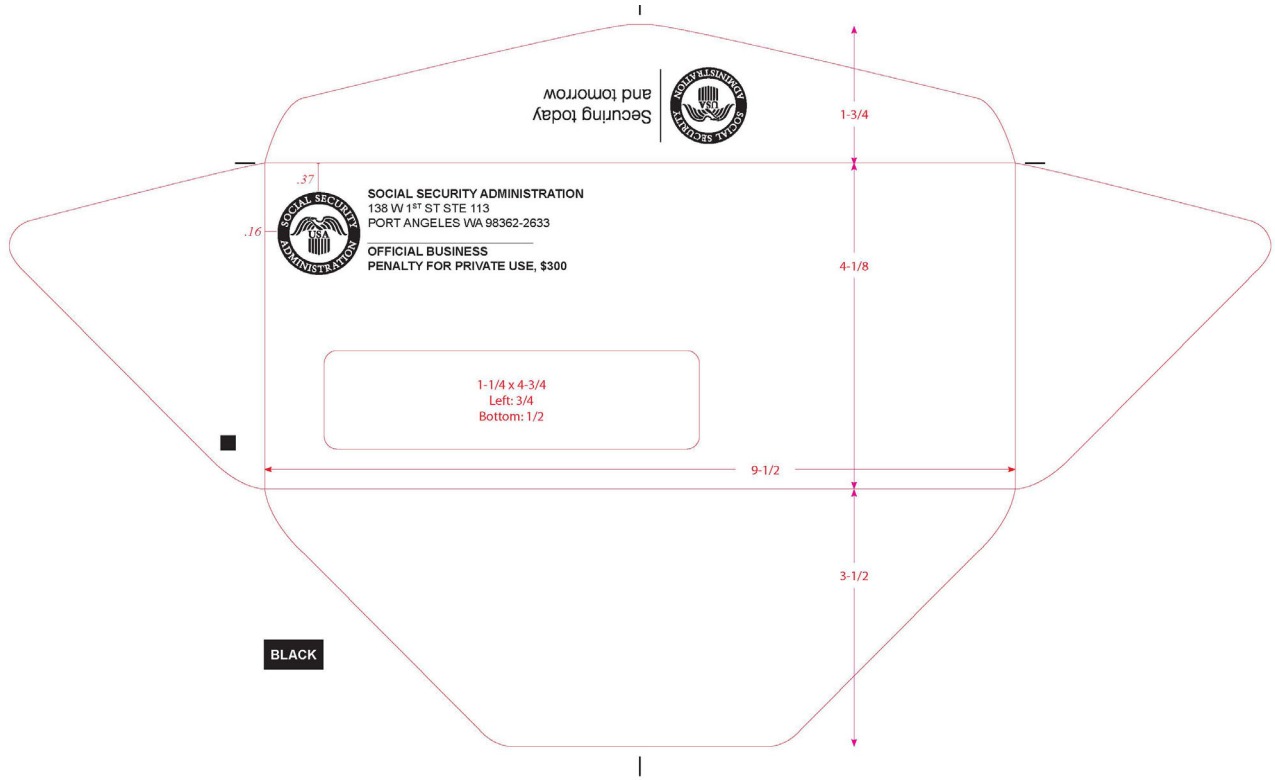 Securing today
and tomorrow
SOCIAL SECURITY ADMINISTRATION
USA
1-3/4
.37
.16
SOCIAL SECURITY ADMINISTRATION
USA
SOCIAL SECURITY ADMINISTRATION
138 W 1ST ST STE 113
PORT ANGELES WA 98362-2633
OFFICIAL BUSINESS
PENALTY FOR PRIVATE USE, $300
4-1/8
1-1/4 x 4-3/4
Left: 3/4
Bottom: 1/2
9-1/2
3-1/2
BLACK